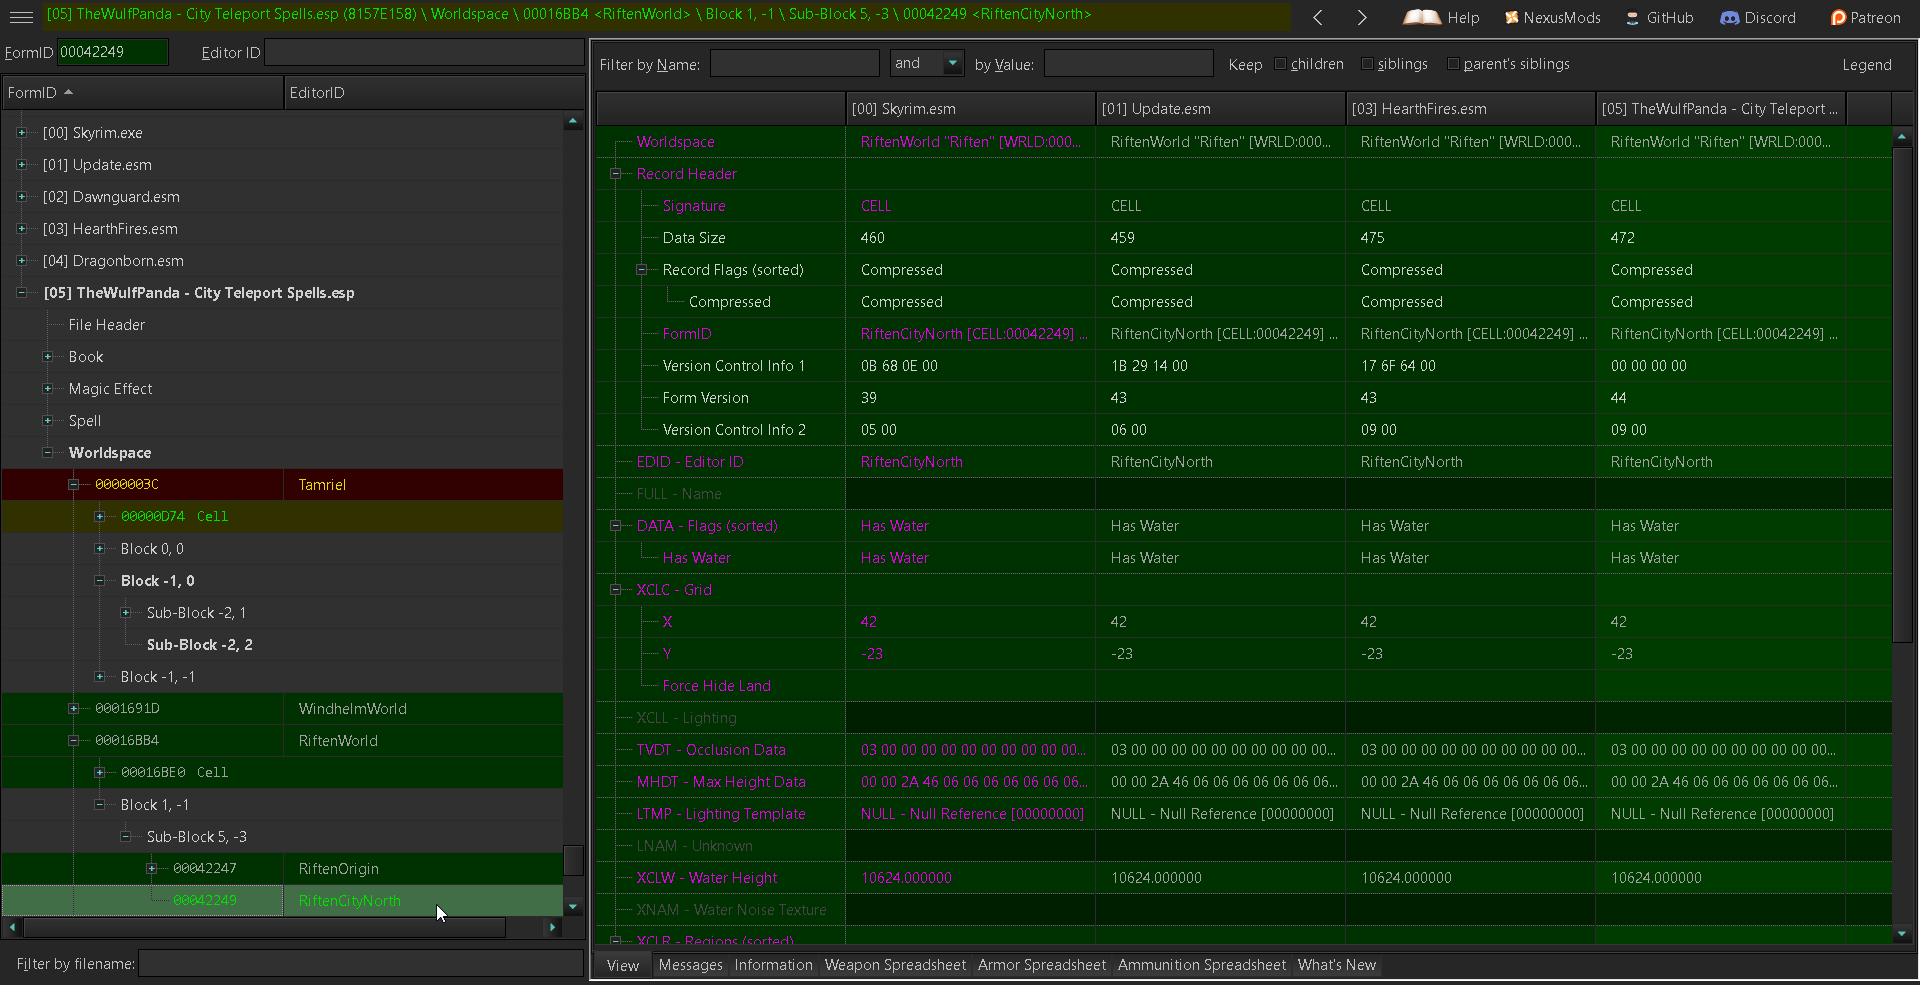 [05] TheWulfPanda - City Teleport Spells.esp (8157E158) \ Worldspace \ 00016BB4 <RiftenWorld> \ Block 1, -1 \ Sub-Block 5, -3 \ 00042249 <RiftenCityNorth>
Help NexusMods GitHub Discord Patreon
FormID 00042249 Editor ID
FormID EditorID
[00] Skyrim.exe
[01] Update.esm
[02] Dawnguard.esm
[03] HearthFires.esm
[04] Dragonborn.esm
[05] TheWulfPanda - City Teleport Spells.esp
File Header
Book
Magic Effect
Spell
Worldspace
0000003C Tamriel
00000D74 Cell
Block 0, 0
Block -1, 0
Sub-Block -2, 1
Sub-Block -2, 2
Block -1, -1
0001691D WindhelmWorld
00016BB4 RiftenWorld
00016BE0 Cell
Block 1, -1
Sub-Block 5, -3
00042247 RiftenOrigin
00042249 RiftenCityNorth
Filter by filename:
Filter by Name: and by Value: Keep children siblings parent's siblings Legend
[00] Skyrim.esm [01] Update.esm [03] HearthFires.esm [05] TheWulfPanda - City Teleport ...
Worldspace RiftenWorld "Riften" [WRLD:000... RiftenWorld "Riften" [WRLD:000... RiftenWorld "Riften" [WRLD:000... RiftenWorld "Riften" [WRLD:000...
Record Header
Signature CELL CELL CELL CELL
Data Size 460 459 475 472
Record Flags (sorted) Compressed Compressed Compressed Compressed
Compressed Compressed Compressed Compressed Compressed
FormID RiftenCityNorth [CELL:00042249] ... RiftenCityNorth [CELL:00042249] ... RiftenCityNorth [CELL:00042249] ... RiftenCityNorth [CELL:00042249] ...
Version Control Info 1 0B 68 0E 00 1B 29 14 00 17 6F 64 00 00 00 00 00
Form Version 39 43 43 44
Version Control Info 2 05 00 06 00 09 00 09 00
EDID - Editor ID RiftenCityNorth RiftenCityNorth RiftenCityNorth RiftenCityNorth
FULL - Name
DATA - Flags (sorted) Has Water Has Water Has Water Has Water
Has Water Has Water Has Water Has Water Has Water
XCLC - Grid
X 42 42 42 42
Y -23 -23 -23 -23
Force Hide Land
XCLL - Lighting
TVDT - Occlusion Data 03 00 00 00 00 00 00 00 00 00... 03 00 00 00 00 00 00 00 00 00... 03 00 00 00 00 00 00 00 00 00... 03 00 00 00 00 00 00 00 00 00...
MHDT - Max Height Data 00 00 2A 46 06 06 06 06 06 06... 00 00 2A 46 06 06 06 06 06 06... 00 00 2A 46 06 06 06 06 06 06... 00 00 2A 46 06 06 06 06 06 06...
LTMP - Lighting Template NULL - Null Reference [00000000] NULL - Null Reference [00000000] NULL - Null Reference [00000000] NULL - Null Reference [00000000]
LNAM - Unknown
XCLW - Water Height 10624.000000 10624.000000 10624.000000 10624.000000
XNAM - Water Noise Texture
XCLR - Regions (sorted)
View Messages Information Weapon Spreadsheet Armor Spreadsheet Ammunition Spreadsheet What's New